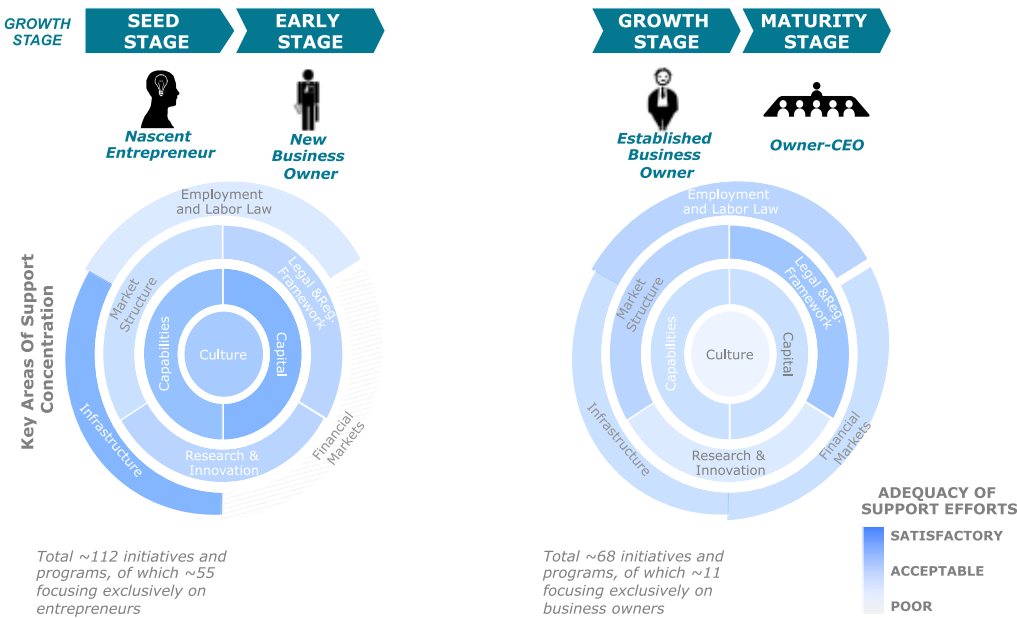 GROWTH
STAGE
SEED
STAGE
EARLY
STAGE
GROWTH
STAGE
MATURITY
STAGE
Nascent
Entrepreneur
New
Business
Owner
Established
Business
Owner
Owner-CEO
Key Areas Of Support
Concentration
Employment
and Labor Law
Market
Structure
Legal &Reg.
Framework
Capabilities
Culture
Capital
Infrastructure
Research &
Innovation
Financial
Markets
Employment
and Labor Law
Market
Structure
Legal &Reg.
Framework
Capabilities
Culture
Capital
Infrastructure
Research &
Innovation
Financial
Markets
Total ~112 initiatives and
programs, of which ~55
focusing exclusively on
entrepreneurs
Total ~68 initiatives and
programs, of which ~11
focusing exclusively on
business owners
ADEQUACY OF
SUPPORT EFFORTS
SATISFACTORY
ACCEPTABLE
POOR